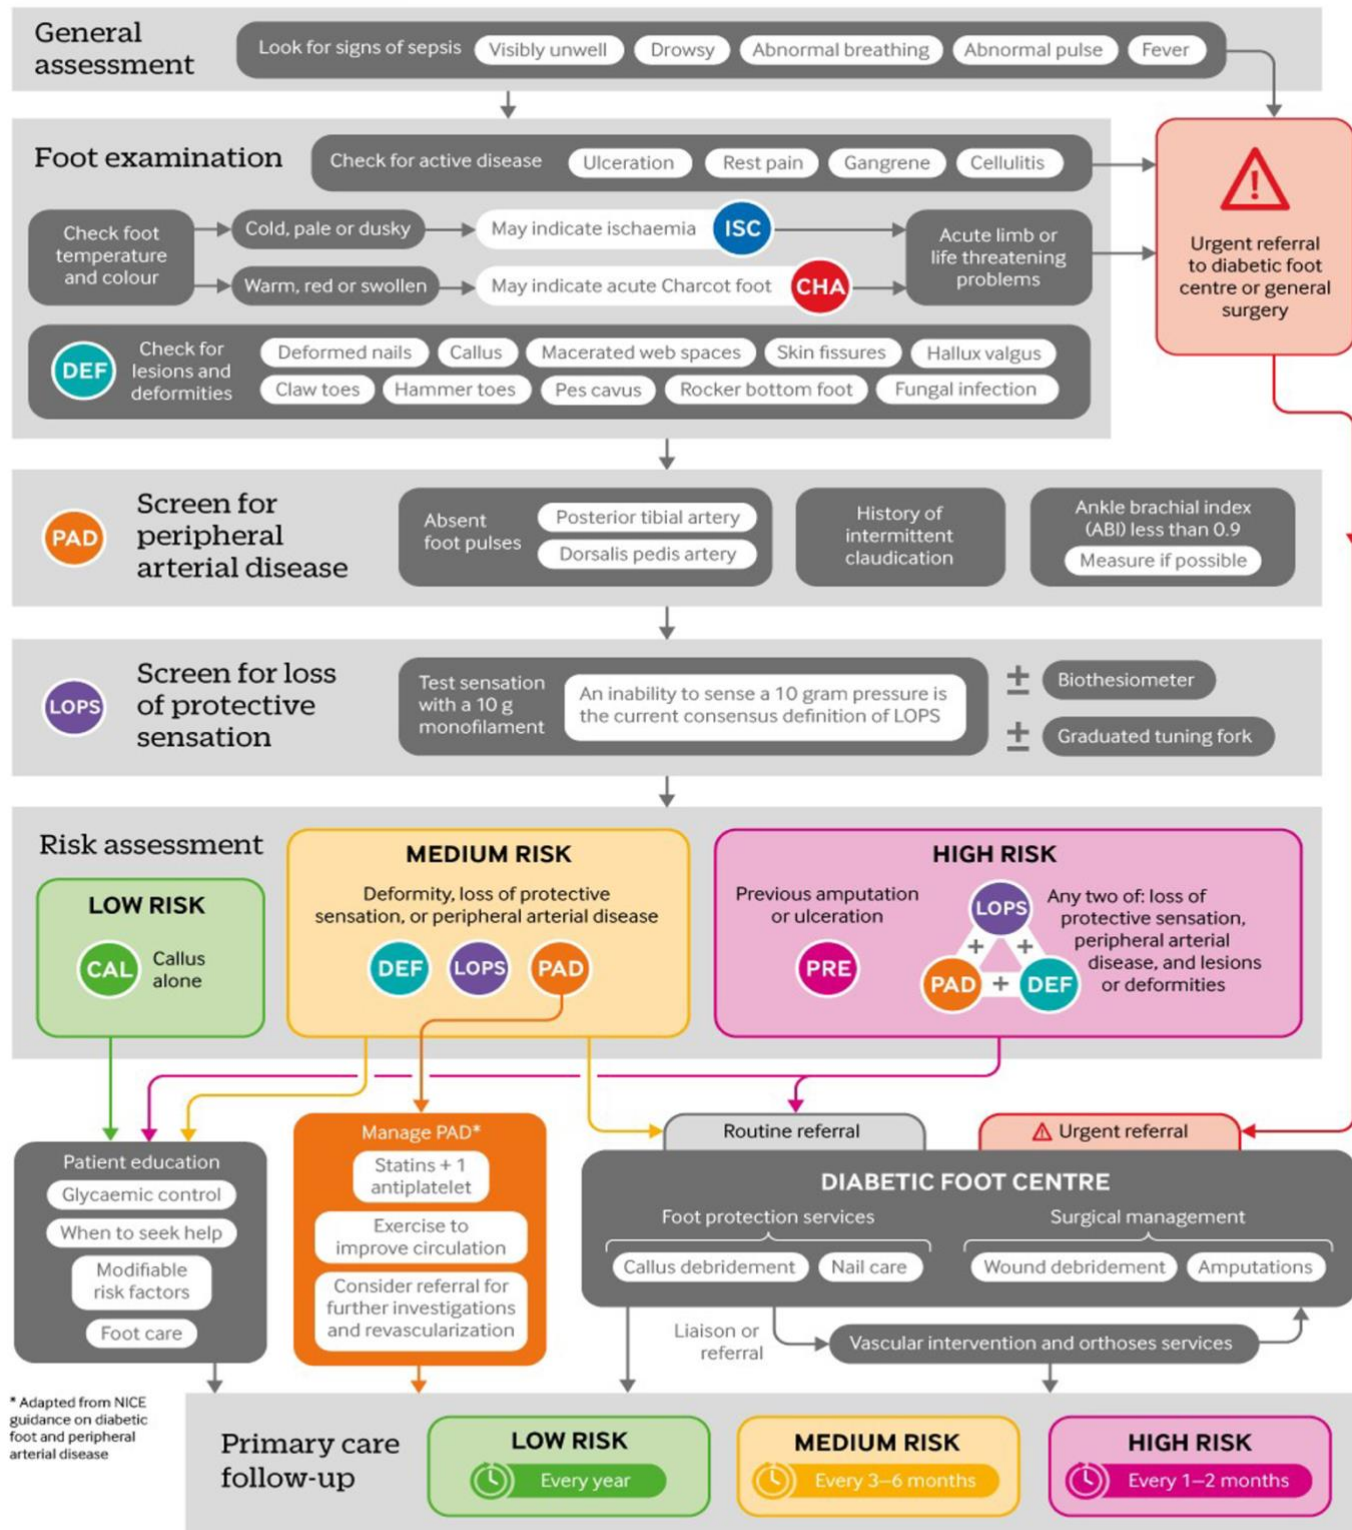 General
assessment
Look for signs of sepsis
Visibly unwell
Drowsy
Abnormal breathing
Abnormal pulse
Fever
Foot examination
Check for active disease
Ulceration
Rest pain
Gangrene
Cellulitis
Urgent referral
to diabetic foot
centre or general
surgery
Check foot
temperature
and colour
Cold, pale or dusky
May indicate ischaemia
ISC
Warm, red or swollen
May indicate acute Charcot foot
CHA
Acute limb or
life threatening
problems
DEF
Check for
lesions and
deformities
Deformed nails
Callus
Macerated web spaces
Skin fissures
Hallux valgus
Claw toes
Hammer toes
Pes cavus
Rocker bottom foot
Fungal infection
PAD
Screen for
peripheral
arterial disease
Absent
foot pulses
Posterior tibial artery
Dorsalis pedis artery
History of
intermittent
claudication
Ankle brachial index
(ABI) less than 0.9
Measure if possible
LOPS
Screen for loss
of protective
sensation
Test sensation
with a 10 g
monofilament
An inability to sense a 10 gram pressure is
the current consensus definition of LOPS
± Biothesiometer
± Graduated tuning fork
Risk assessment
LOW RISK
CAL
Callus
alone
MEDIUM RISK
Deformity, loss of protective
sensation, or peripheral arterial disease
DEF
LOPS
PAD
HIGH RISK
Previous amputation
or ulceration
PRE
LOPS
+ +
PAD + DEF
Any two of: loss of
protective sensation,
peripheral arterial
disease, and lesions
or deformities
Patient education
Glycaemic control
When to seek help
Modifiable
risk factors
Foot care
Manage PAD*
Statins + 1
antiplatelet
Exercise to
improve circulation
Consider referral for
further investigations
and revascularization
Routine referral
Urgent referral
DIABETIC FOOT CENTRE
Foot protection services
Callus debridement
Nail care
Surgical management
Wound debridement
Amputations
Liaison or
referral
Vascular intervention and orthoses services
* Adapted from NICE
guidance on diabetic
foot and peripheral
arterial disease
Primary care
follow-up
LOW RISK
Every year
MEDIUM RISK
Every 3–6 months
HIGH RISK
Every 1–2 months